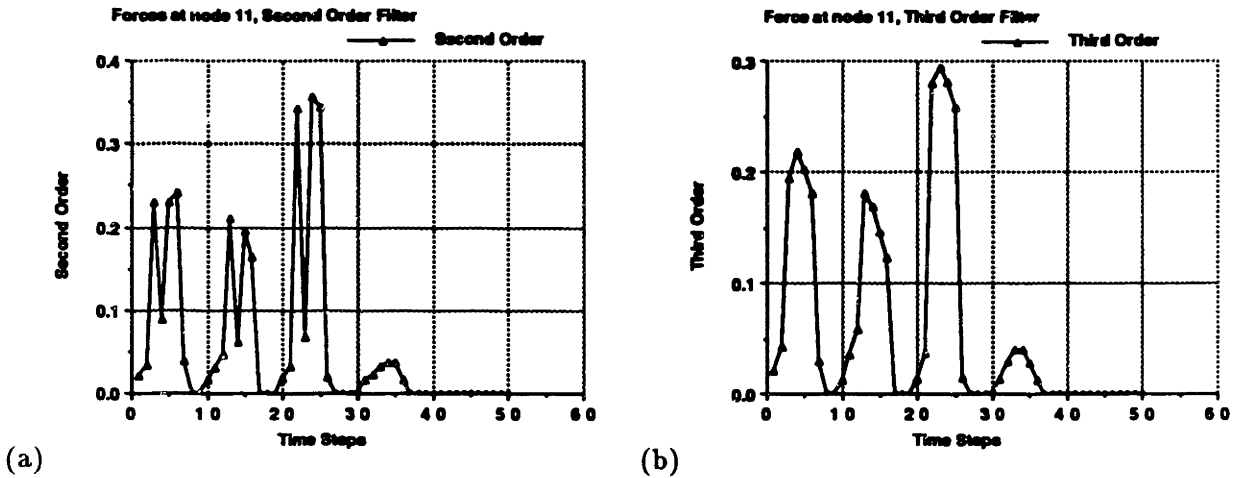 Forces at node 11, Second Order Filter
Second Order
0.4
0.3
0.2
0.1
0.0
Second Order
0 10 20 30 40 50 60
Time Steps
(a)
Force at node 11, Third Order Filter
Third Order
0.3
0.2
0.1
0.0
Third Order
0 10 20 30 40 50 60
Time Steps
(b)